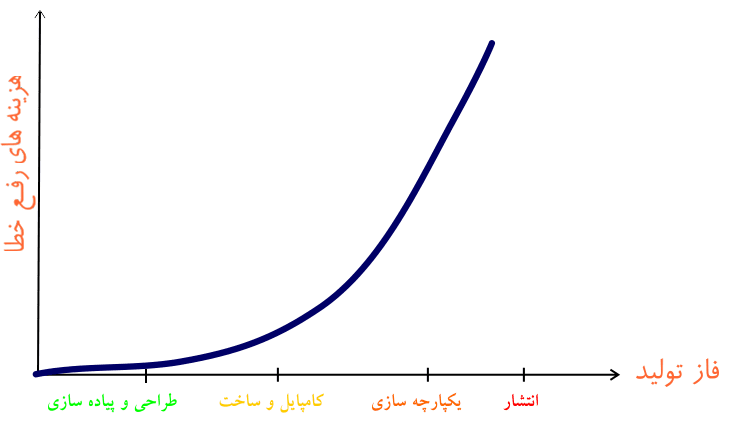 هزینه های رفع خطا
فاز تولید
طراحی و پیاده سازی
کامپایل و ساخت
یکپارچه سازی
انتشار